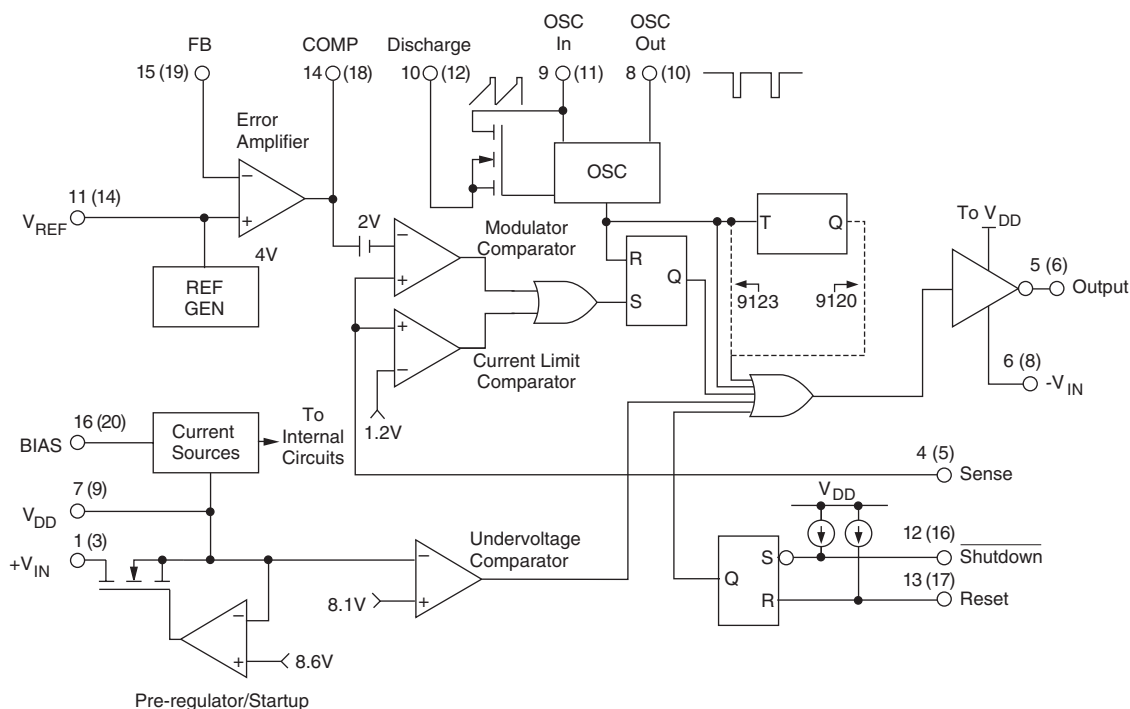 FB
15 (19)
COMP
14 (18)
Discharge
10 (12)
OSC
In
9
(11)
OSC
Out
8
(10)
Error
Amplifier
−
+
11 (14)
VREF
4V
REF
GEN
OSC
2V
−
+
Modulator
Comparator
+
−
Current Limit
Comparator
1.2V
R
S
Q
T
Q
9123
9120
To VDD
5 (6)
Output
6 (8)
-VIN
16 (20)
BIAS
Current
Sources
To
Internal
Circuits
4 (5)
Sense
7 (9)
VDD
1 (3)
+VIN
Undervoltage
Comparator
−
+
8.1V
−
+
8.6V
Pre-regulator/Startup
VDD
Q
S
R
12 (16)
Shutdown
13 (17)
Reset